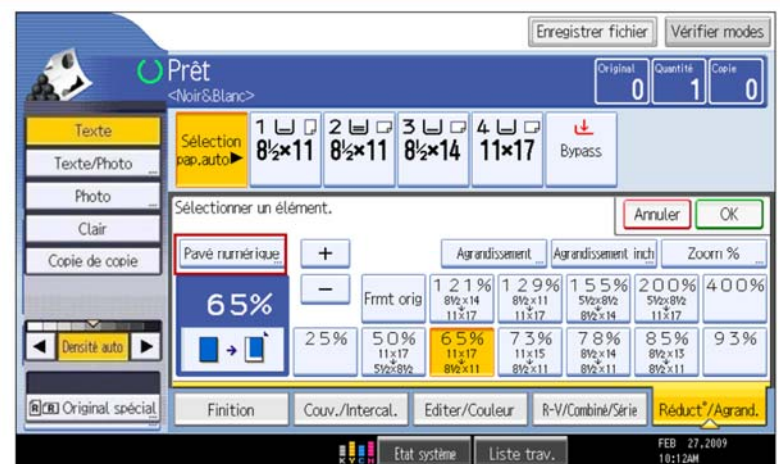 Enregistrer fichier
Vérifier modes
Prêt
<Noir&Blanc>
Original
0
Quantité
1
Copie
0
Texte
Texte/Photo
Photo
Clair
Copie de copie
Densité auto
Original spécial
Sélection
pap.auto►
1
8½×11
2
8½×11
3
8½×14
4
11×17
Bypass
Sélectionner un élément.
Annuler
OK
Pavé numérique
+
Agrandissement
Agrandissement inch
Zoom %
65%
−
Frmt orig
121%
8½×14
11×17
129%
8½×11
11×17
155%
5½×8½
8½×14
200%
5½×8½
11×17
400%
25%
50%
11×17
5½×8½
65%
11×17
8½×11
73%
11×15
8½×11
78%
8½×14
8½×11
85%
8½×13
8½×11
93%
Finition
Couv./Intercal.
Editer/Couleur
R-V/Combiné/Série
Réduct°/Agrand.
K Y C M
Etat système
Liste trav.
FEB 27,2009
10:12AM